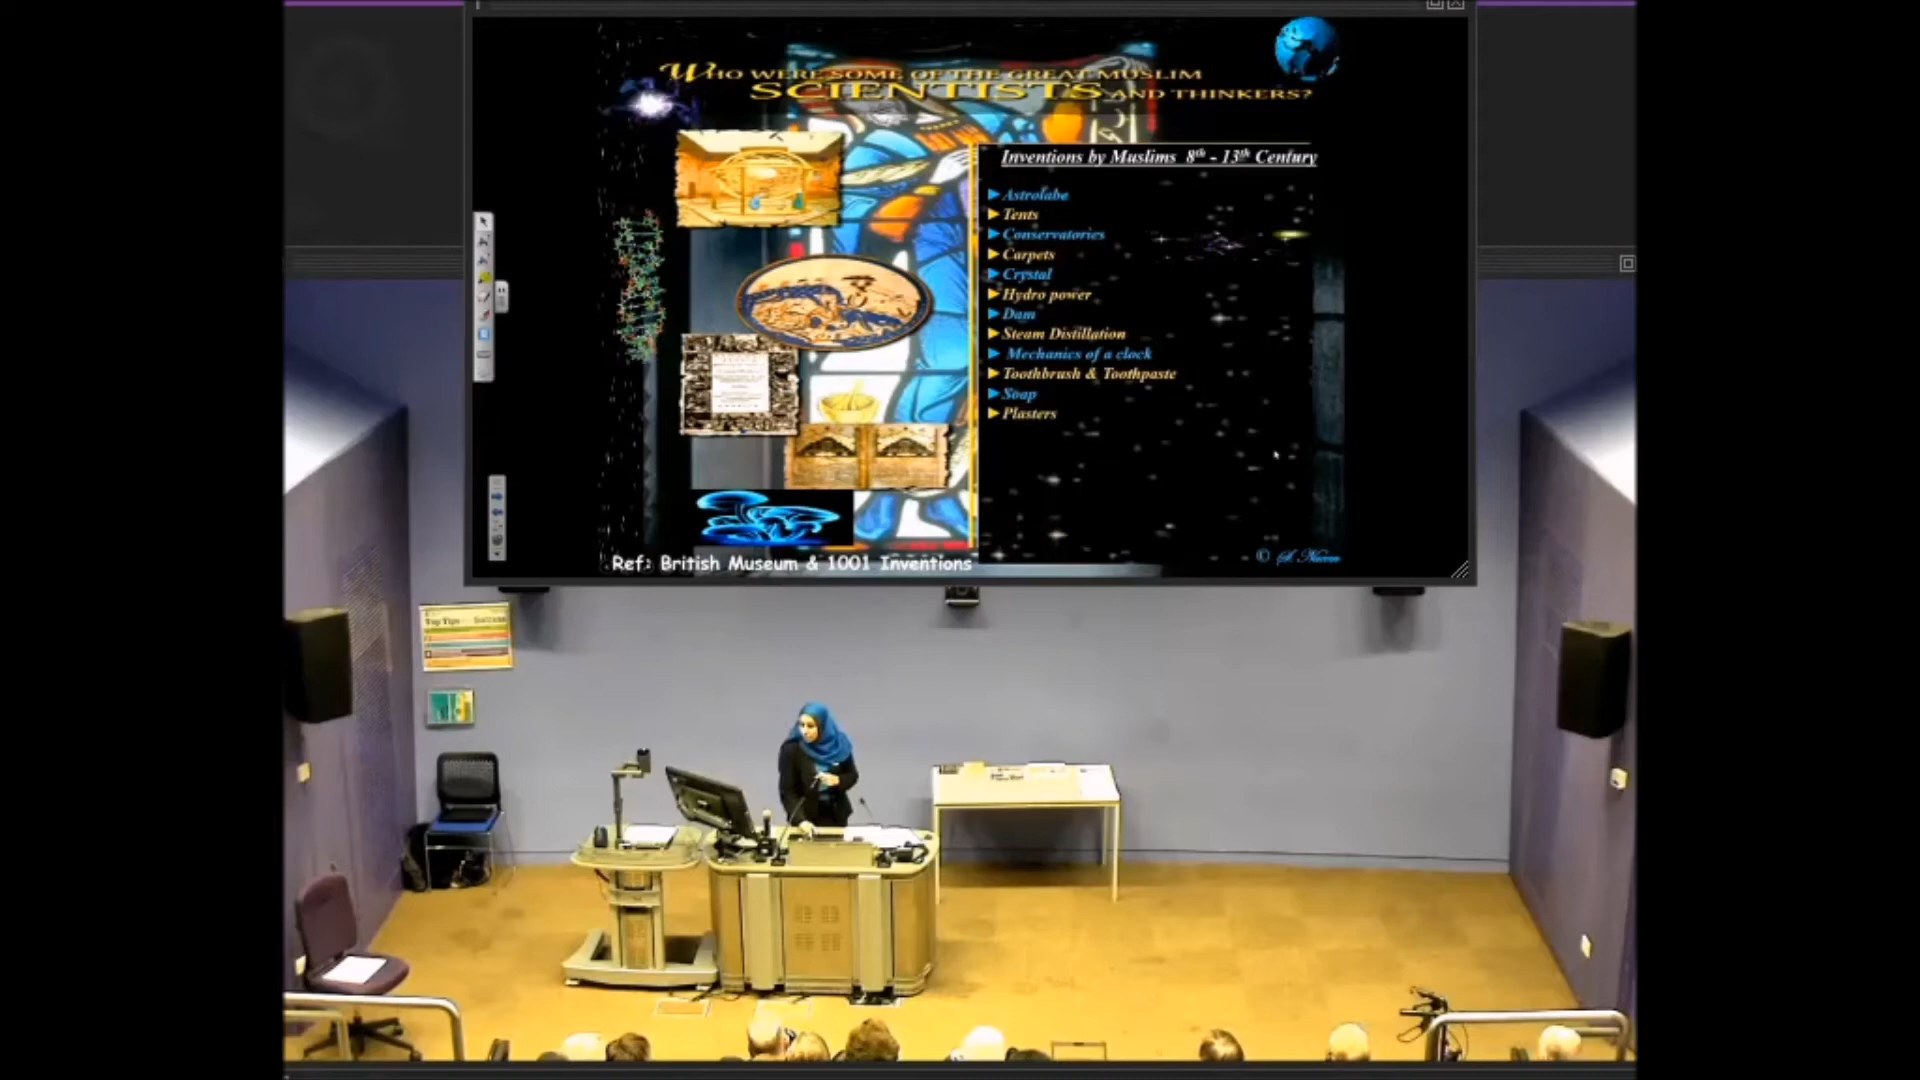 Who were some of the great Muslim
Scientists and Thinkers?
Inventions by Muslims 8th - 13th Century
Astrolabe
Tents
Conservatories
Carpets
Crystal
Hydro power
Dam
Steam Distillation
Mechanics of a clock
Toothbrush & Toothpaste
Soap
Plasters
Ref: British Museum & 1001 Inventions
Top Tips